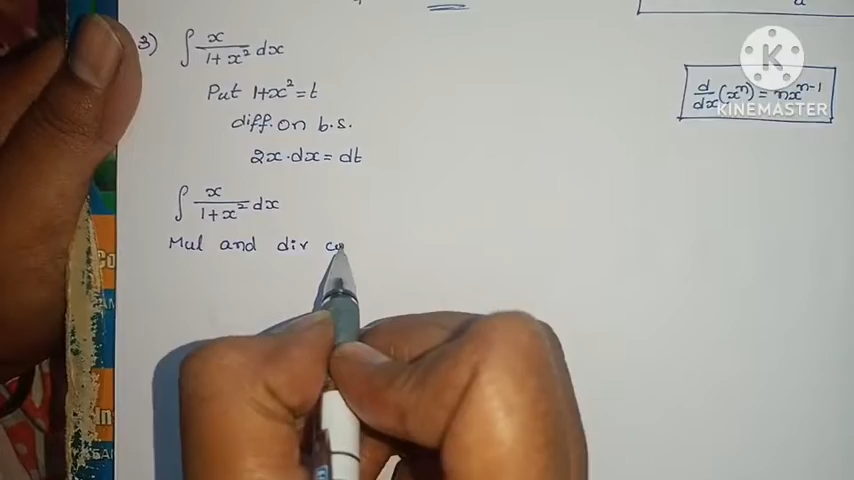 3) ∫ x/(1+x²) dx
Put 1+x² = t
diff. on b.s.
2x·dx = dt
∫ x/(1+x²) dx
Mul and div
d/dx (xⁿ) = nxⁿ⁻¹
K
KINEMASTER